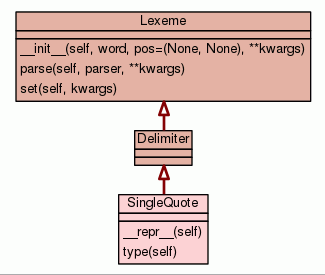 Lexeme
__init__(self, word, pos=(None, None), **kwargs)
parse(self, parser, **kwargs)
set(self, kwargs)
Delimiter
SingleQuote
__repr__(self)
type(self)